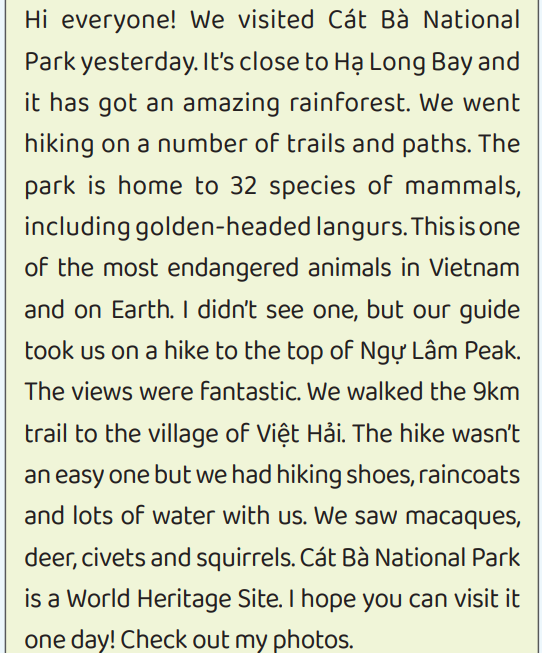 Hi everyone! We visited Cát Bà National
Park yesterday. It's close to Hạ Long Bay and
it has got an amazing rainforest. We went
hiking on a number of trails and paths. The
park is home to 32 species of mammals,
including golden-headed langurs. This is one
of the most endangered animals in Vietnam
and on Earth. I didn't see one, but our guide
took us on a hike to the top of Ngự Lâm Peak.
The views were fantastic. We walked the 9km
trail to the village of Việt Hải. The hike wasn't
an easy one but we had hiking shoes, raincoats
and lots of water with us. We saw macaques,
deer, civets and squirrels. Cát Bà National Park
is a World Heritage Site. I hope you can visit it
one day! Check out my photos.